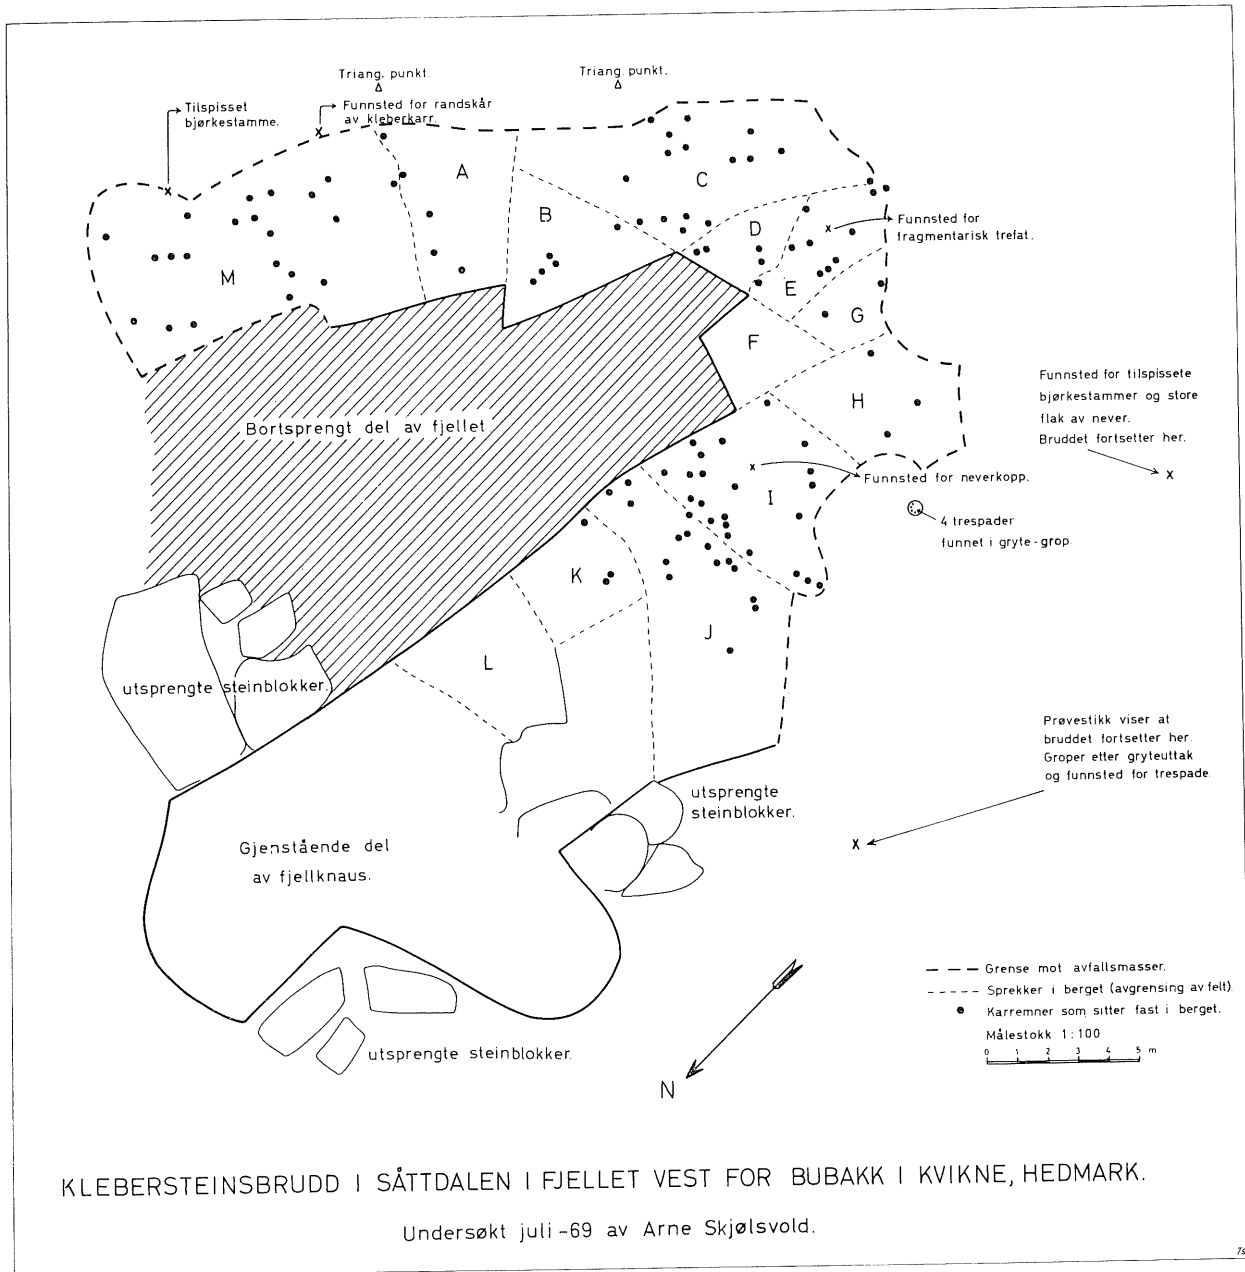 Triang. punkt.
Triang. punkt.
Tilspisset
bjørkestamme.
Funnsted for randskår
av kleberkarr.
A
B
C
D
E
F
G
H
I
J
K
L
M
Funnsted for
fragmentarisk trefat.
Bortsprengt del av fjellet
Funnsted for tilspissete
bjørkestammer og store
flak av never.
Bruddet fortsetter her.
Funnsted for neverkopp.
4 trespader
funnet i gryte-grop.
utsprengte steinblokker.
Prøvestikk viser at
bruddet fortsetter her.
Groper etter gryteuttak
og funnsted for trespade.
utsprengte
steinblokker.
Gjenstående del
av fjellknaus.
utsprengte steinblokker.
N
Grense mot avfallsmasser.
Sprekker i berget (avgrensing av felt).
Karremner som sitter fast i berget.
Målestokk 1:100
0 1 2 3 4 5 m
KLEBERSTEINSBRUDD I SÅTTDALEN I FJELLET VEST FOR BUBAKK I KVIKNE, HEDMARK.
Undersøkt juli -69 av Arne Skjølsvold.